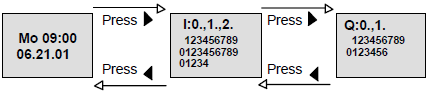 Mo 09:00
06.21.01
Press
Press
I:0.,1.,2.
123456789
0123456789
01234
Press
Press
Q:0.,1.
123456789
0123456